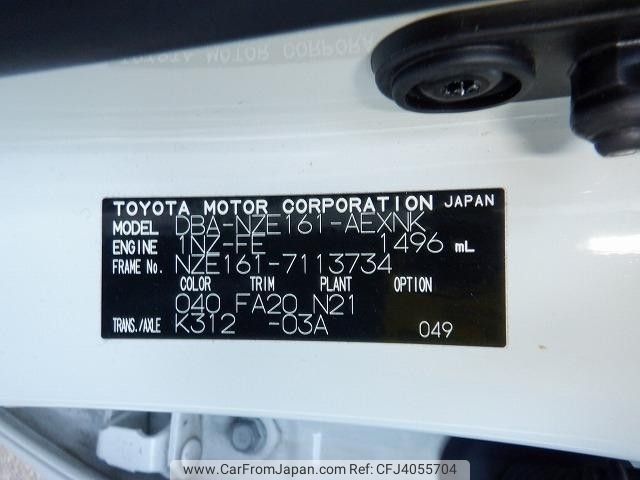 TOYOTA MOTOR CORPORATION JAPAN
MODEL DBA-NZE161-AEXNK
ENGINE 1NZ-FE 1496 mL
FRAME No. NZE161-7113734
COLOR TRIM PLANT OPTION
040 FA20 N21
TRANS./AXLE K312 -03A 049
www.CarFromJapan.com | CFJ4055704